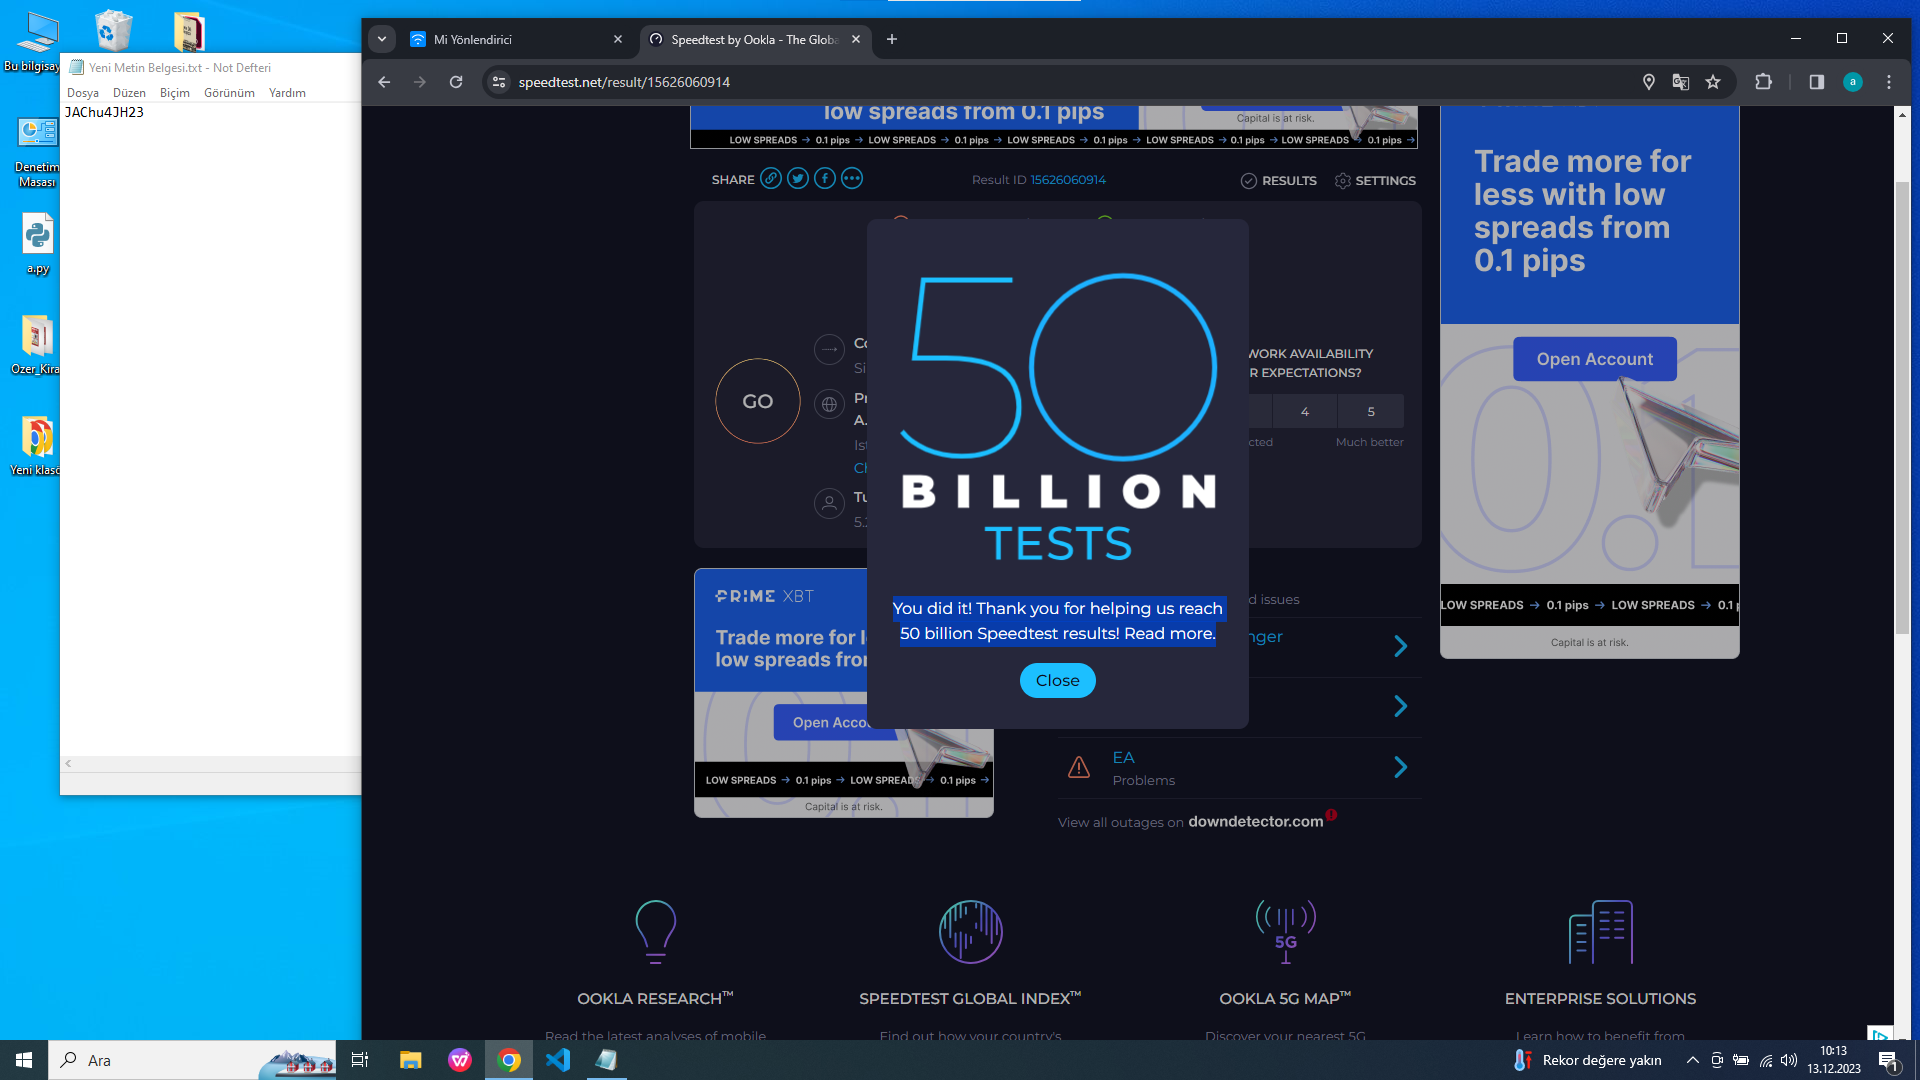 Bu bilgisay
Denetim
Masası
a.py
Ozer_Kira
Yeni klasö
Yeni Metin Belgesi.txt - Not Defteri
Dosya Düzen Biçim Görünüm Yardım
JAChu4JH23
Mi Yönlendirici
Speedtest by Ookla - The Globa
speedtest.net/result/15626060914
a
low spreads from 0.1 pips
Capital is at risk.
LOW SPREADS → 0.1 pips → LOW SPREADS → 0.1 pips → LOW SPREADS → 0.1 pips → LOW SPREADS → 0.1 pips → LOW SPREADS → 0.1 pips →
SHARE
Result ID 15626060914
RESULTS
SETTINGS
GO
Co
Si
Pr
A.
Ist
Ch
Tu
5.
WORK AVAILABILITY
R EXPECTATIONS?
4 5
cted Much better
50
BILLION
TESTS
You did it! Thank you for helping us reach
50 billion Speedtest results! Read more.
Close
PRIME XBT
Trade more for l
low spreads fro
Open Accou
LOW SPREADS → 0.1 pips → LOW SPREADS → 0.1 pips →
Capital is at risk.
d issues
nger
EA
Problems
View all outages on downdetector.com
Trade more for
less with low
spreads from
0.1 pips
Open Account
0.1
LOW SPREADS → 0.1 pips → LOW SPREADS → 0.1 p
Capital is at risk.
5G
OOKLA RESEARCH™
Read the latest analyses of mobile
SPEEDTEST GLOBAL INDEX™
Find out how your country's
OOKLA 5G MAP™
Discover your nearest 5G
ENTERPRISE SOLUTIONS
Learn how to benefit from
Ara
Rekor değere yakın
10:13
13.12.2023
1